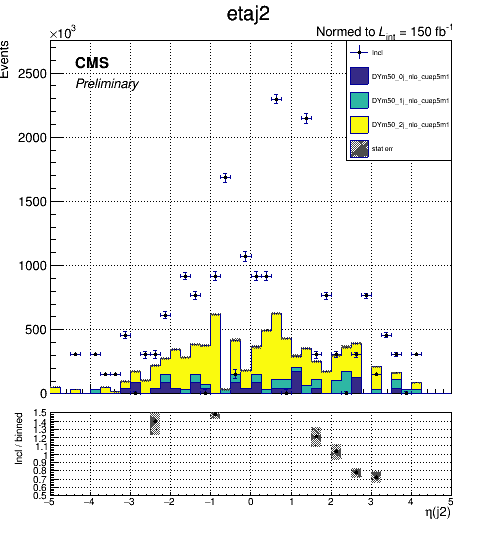 etaj2
Normed to L_int = 150 fb^-1
×10^3
Events
CMS
Preliminary
Incl
DYm50_0j_nlo_cuep5m1
DYm50_1j_nlo_cuep5m1
DYm50_2j_nlo_cuep5m1
stat err
2500
2000
1500
1000
500
0
Incl / binned
1.5
1.4
1.3
1.2
1.1
1
0.9
0.8
0.7
0.6
0.5
−5 −4 −3 −2 −1 0 1 2 3 4 5
η(j2)